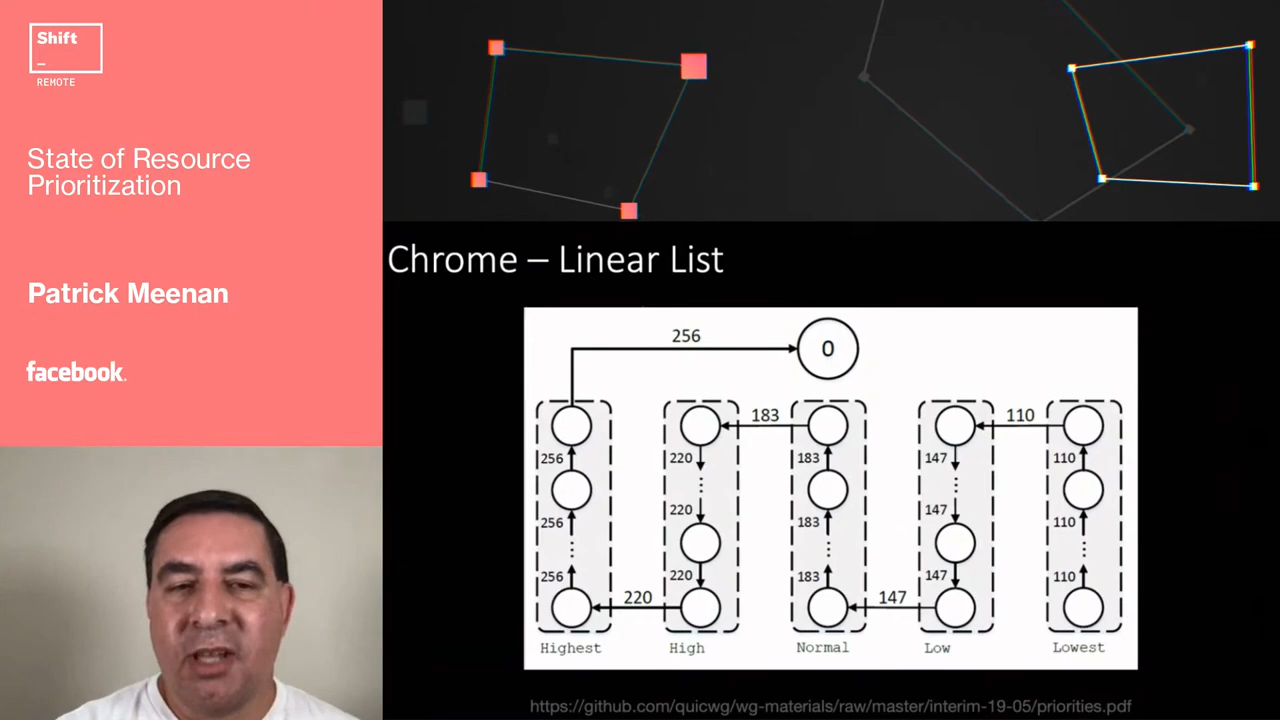 Shift
_
REMOTE
State of Resource
Prioritization
Patrick Meenan
facebook.
Chrome – Linear List
256
0
183
110
256
220
183
147
110
256
220
183
147
110
256
220
183
147
110
220
147
Highest
High
Normal
Low
Lowest
https://github.com/quicwg/wg-materials/raw/master/interim-19-05/priorities.pdf